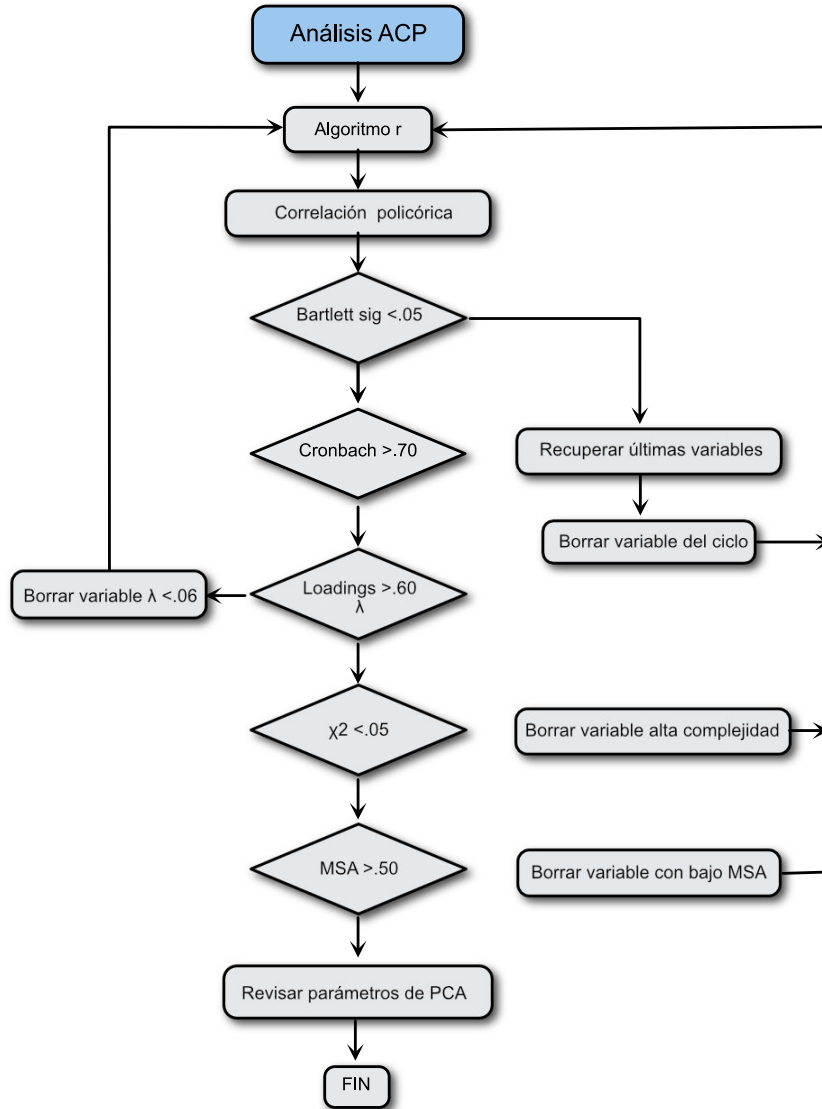 Análisis ACP
Algoritmo r
Correlación policórica
Bartlett sig <.05
Cronbach >.70
Recuperar últimas variables
Borrar variable del ciclo
Loadings >.60
λ
Borrar variable λ <.06
χ2 <.05
Borrar variable alta complejidad
MSA >.50
Borrar variable con bajo MSA
Revisar parámetros de PCA
FIN